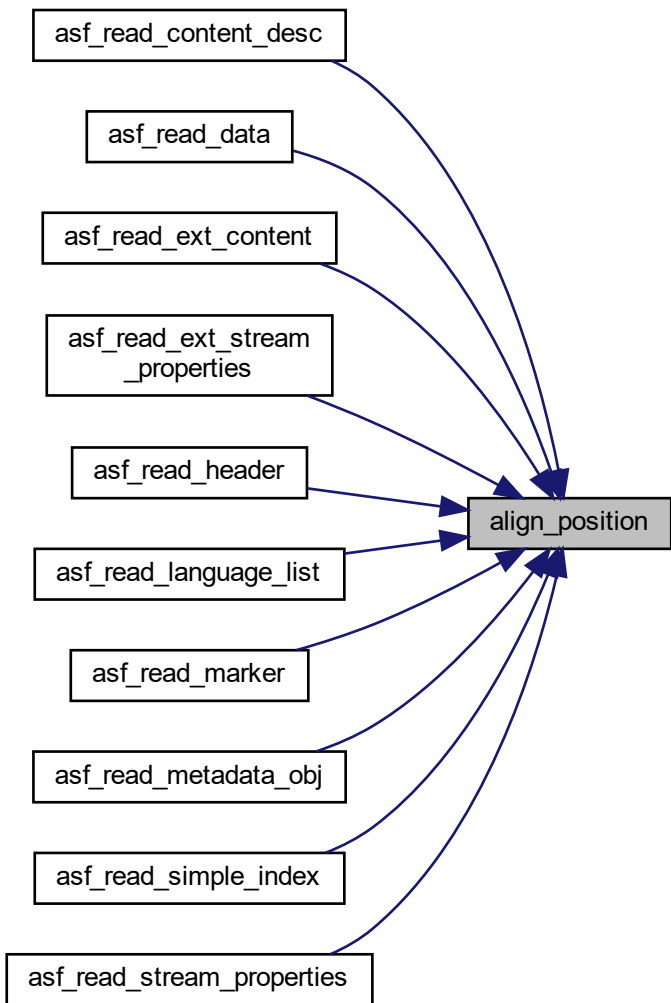 asf_read_content_desc
asf_read_data
asf_read_ext_content
asf_read_ext_stream
_properties
asf_read_header
align_position
asf_read_language_list
asf_read_marker
asf_read_metadata_obj
asf_read_simple_index
asf_read_stream_properties